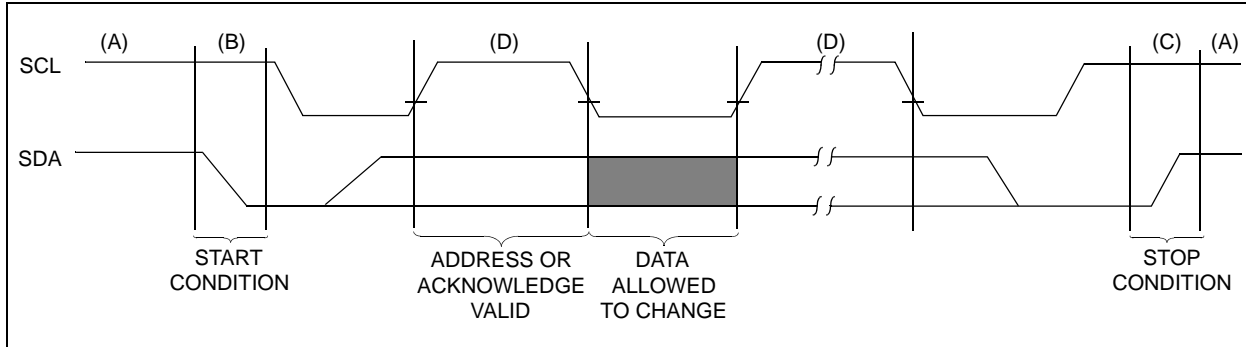 (A) (B) (D) (D) (C) (A)
SCL
SDA
START
CONDITION
ADDRESS OR
ACKNOWLEDGE
VALID
DATA
ALLOWED
TO CHANGE
STOP
CONDITION